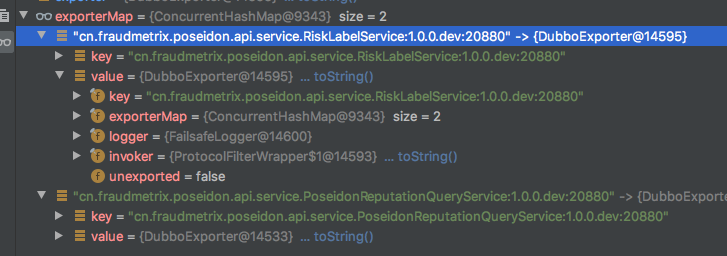 exporterMap = {ConcurrentHashMap@9343} size = 2
"cn.fraudmetrix.poseidon.api.service.RiskLabelService:1.0.0.dev:20880" -> {DubboExporter@14595}
key = "cn.fraudmetrix.poseidon.api.service.RiskLabelService:1.0.0.dev:20880"
value = {DubboExporter@14595} ... toString()
key = "cn.fraudmetrix.poseidon.api.service.RiskLabelService:1.0.0.dev:20880"
exporterMap = {ConcurrentHashMap@9343} size = 2
logger = {FailsafeLogger@14600}
invoker = {ProtocolFilterWrapper$1@14593} ... toString()
unexported = false
"cn.fraudmetrix.poseidon.api.service.PoseidonReputationQueryService:1.0.0.dev:20880" -> {DubboExporter
key = "cn.fraudmetrix.poseidon.api.service.PoseidonReputationQueryService:1.0.0.dev:20880"
value = {DubboExporter@14533} ... toString()